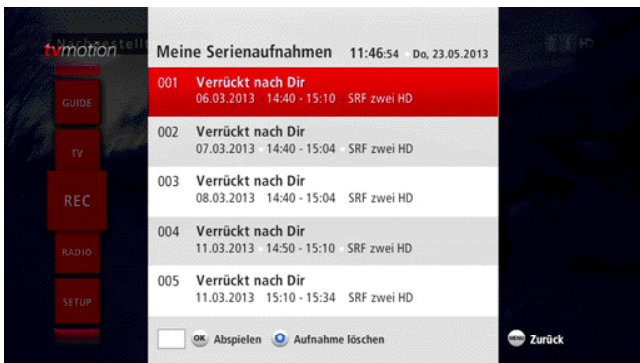 tvmotion
Meine Serienaufnahmen 11:46:54 Do, 23.05.2013
GUIDE
TV
REC
RADIO
SETUP
001 Verrückt nach Dir
06.03.2013 14:40 - 15:10 SRF zwei HD
002 Verrückt nach Dir
07.03.2013 14:40 - 15:04 SRF zwei HD
003 Verrückt nach Dir
08.03.2013 14:40 - 15:04 SRF zwei HD
004 Verrückt nach Dir
11.03.2013 14:50 - 15:10 SRF zwei HD
005 Verrückt nach Dir
11.03.2013 15:10 - 15:34 SRF zwei HD
OK Abspielen Aufnahme löschen
MENU Zurück